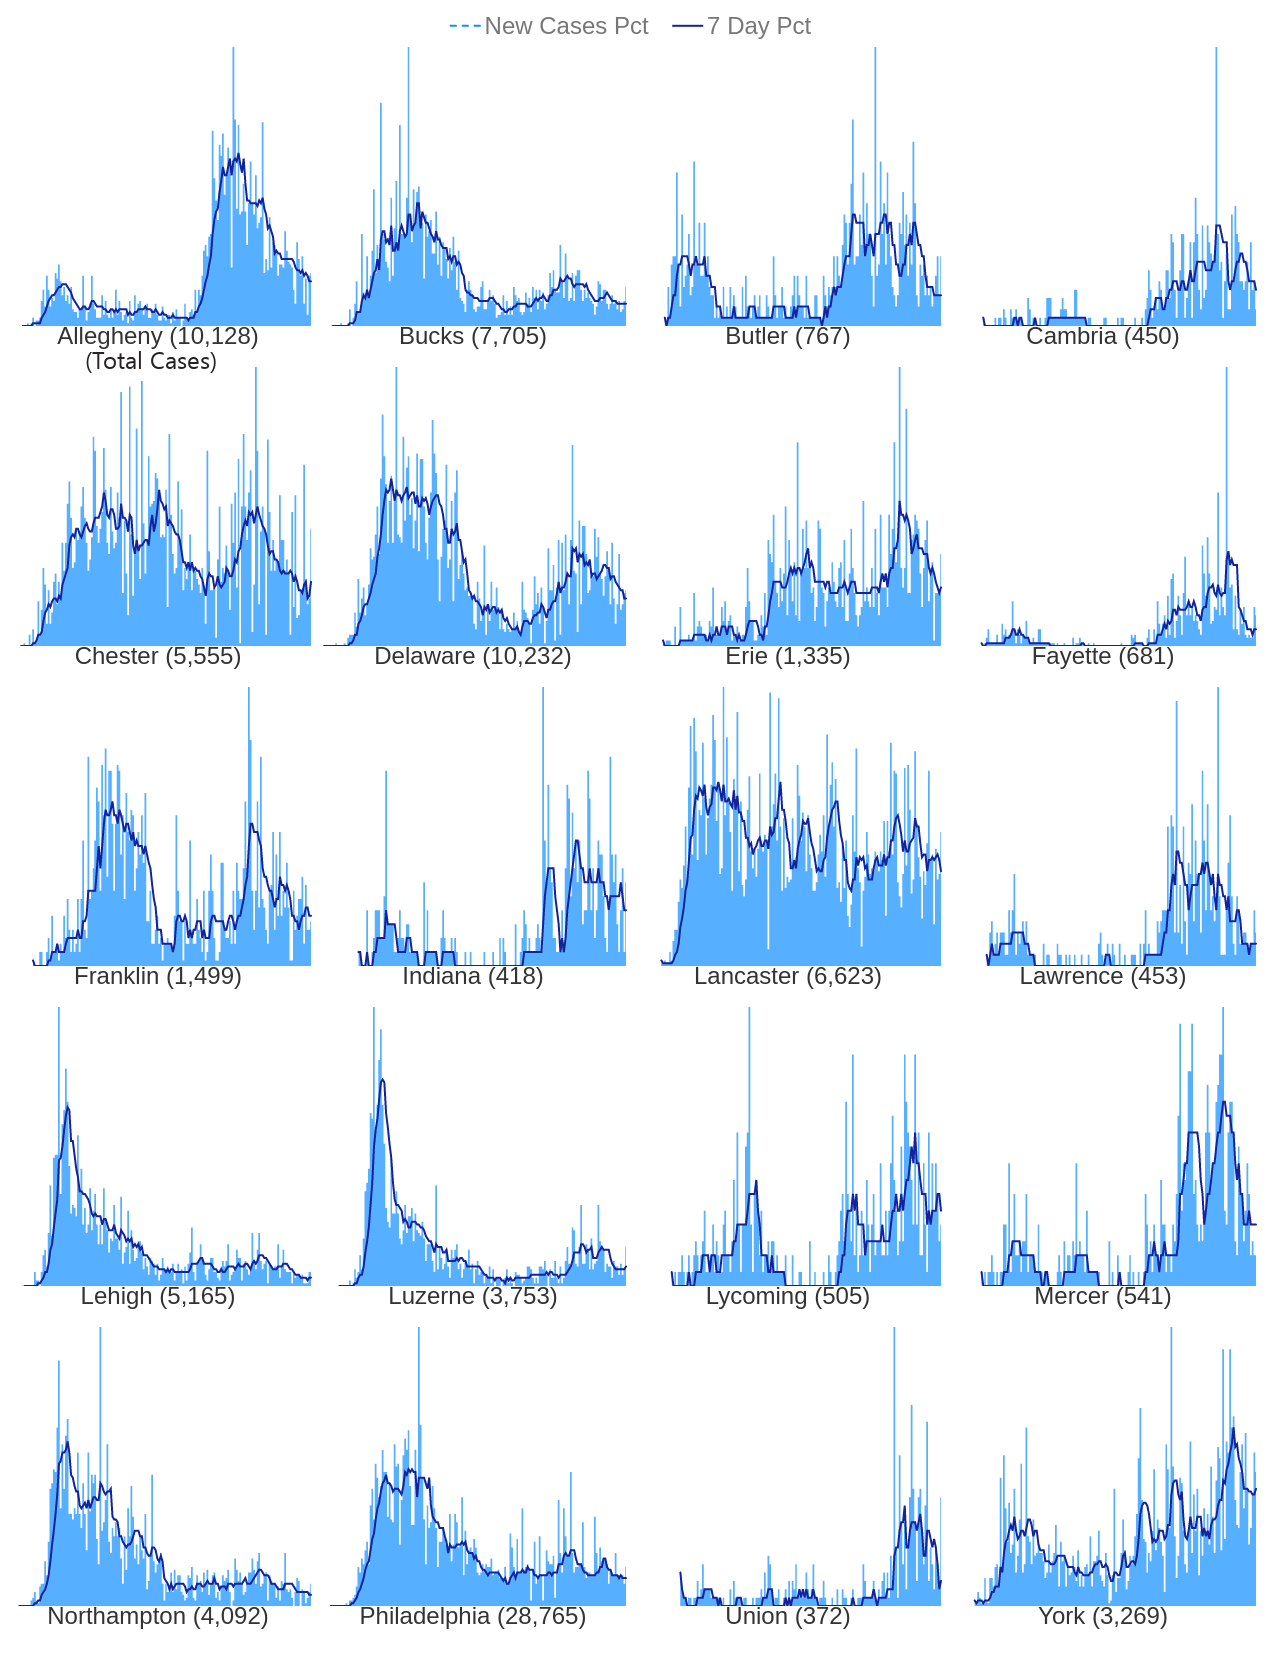 New Cases Pct 7 Day Pct
Allegheny (10,128) Bucks (7,705) Butler (767) Cambria (450)
(Total Cases)
Chester (5,555) Delaware (10,232) Erie (1,335) Fayette (681)
Franklin (1,499) Indiana (418) Lancaster (6,623) Lawrence (453)
Lehigh (5,165) Luzerne (3,753) Lycoming (505) Mercer (541)
Northampton (4,092) Philadelphia (28,765) Union (372) York (3,269)